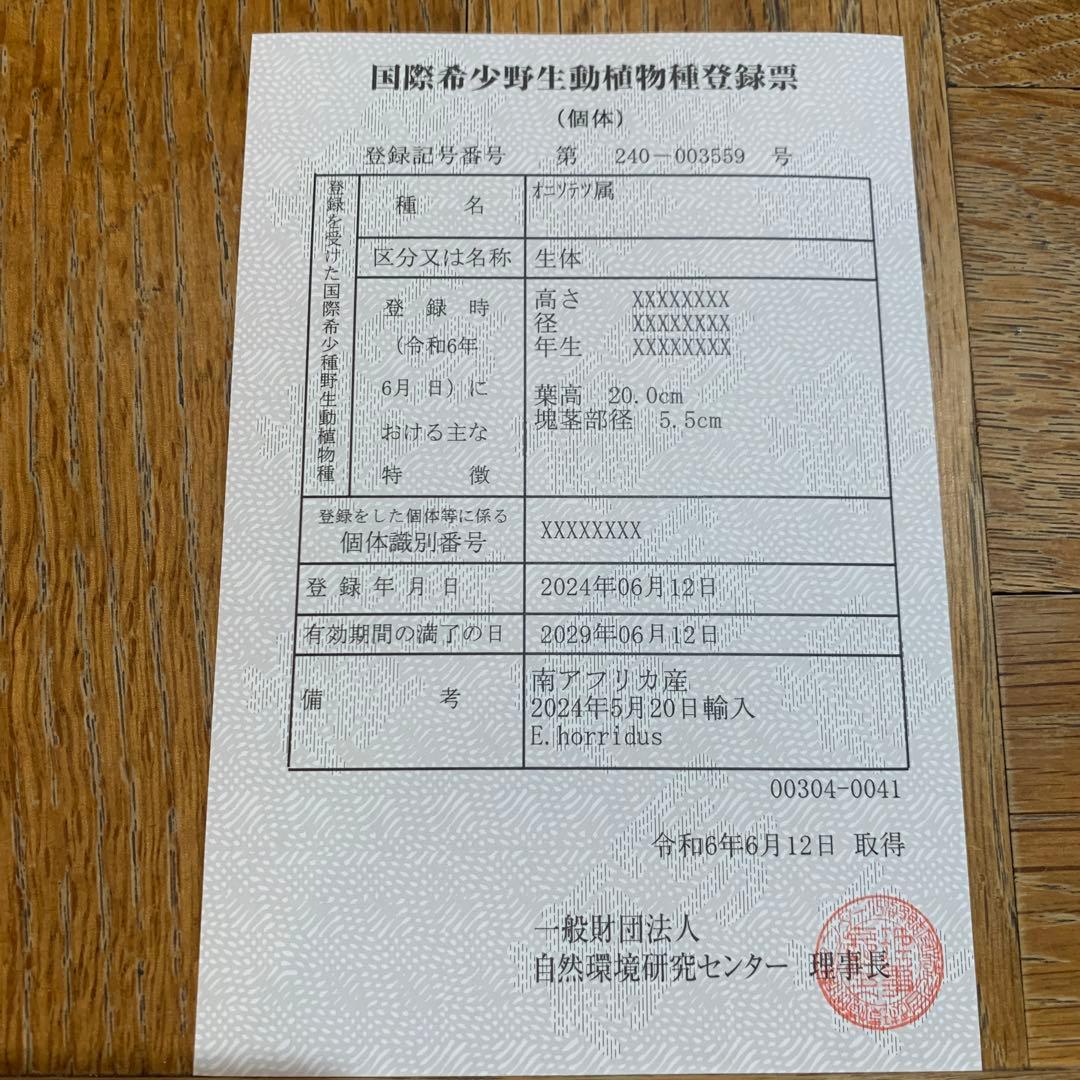 国際希少野生動植物種登録票
（個体）
登録記号番号 第 240－003559 号
登録を受けた国際希少種野生動植物種
種 名 ｵﾆｿﾃﾂ属
区分又は名称 生体
登 録 時
（令和6年
6月 日）に
おける主な
特 徴
高さ XXXXXXXX
径 XXXXXXXX
年生 XXXXXXXX
葉高 20.0cm
塊茎部径 5.5cm
登録をした個体等に係る
個体識別番号
XXXXXXXX
登 録 年 月 日 2024年06月12日
有効期間の満了の日 2029年06月12日
備 考
南アフリカ産
2024年5月20日輸入
E.horridus
00304-0041
令和6年6月12日 取得
一般財団法人
自然環境研究センター 理事長